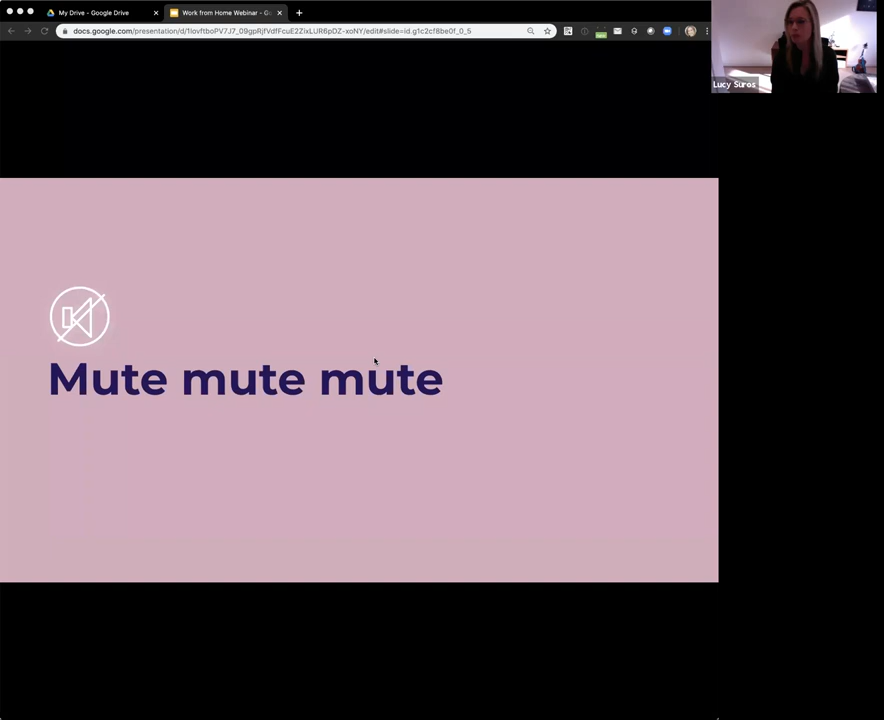 My Drive - Google Drive
Work from Home Webinar - Go
docs.google.com/presentation/d/1lovftboPV7J7_09gpRjfVdfFcuE2ZixLUR6pDZ-xoNY/edit#slide=id.g1c2cf8be0f_0_5
Lucy Suros
Mute mute mute